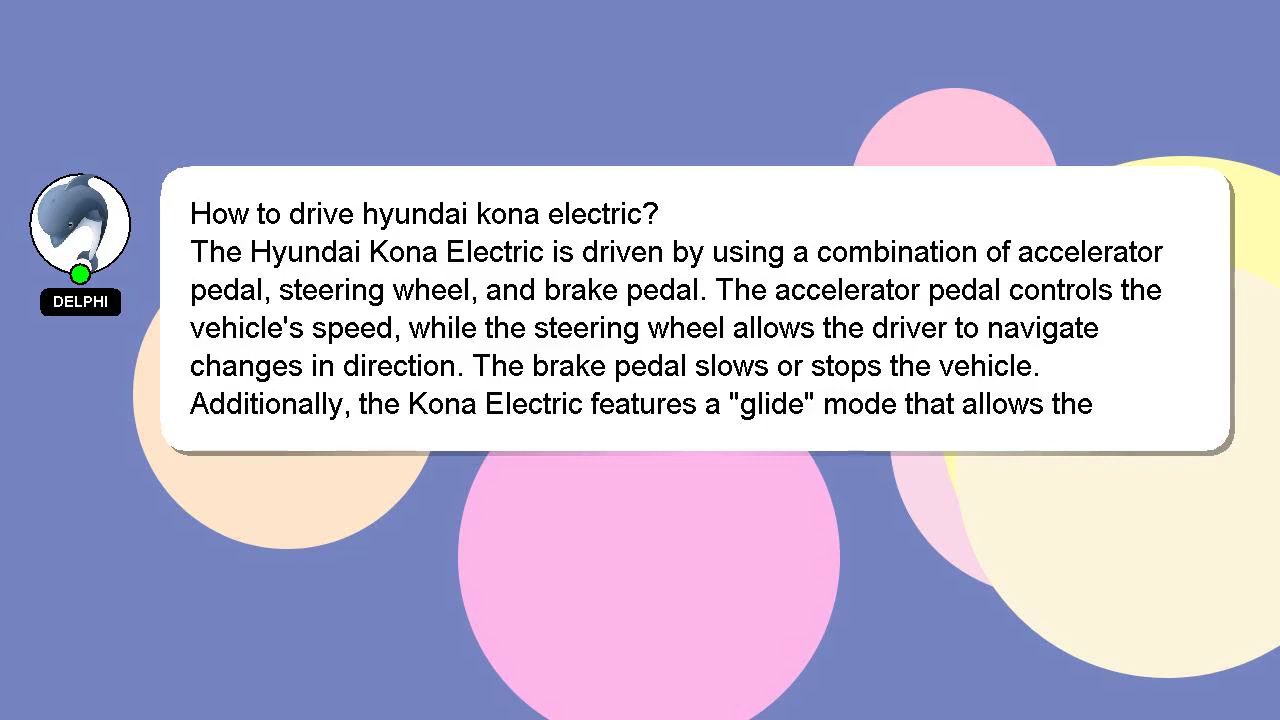 How to drive hyundai kona electric?
The Hyundai Kona Electric is driven by using a combination of accelerator
pedal, steering wheel, and brake pedal. The accelerator pedal controls the
vehicle's speed, while the steering wheel allows the driver to navigate
changes in direction. The brake pedal slows or stops the vehicle.
Additionally, the Kona Electric features a "glide" mode that allows the
DELPHI